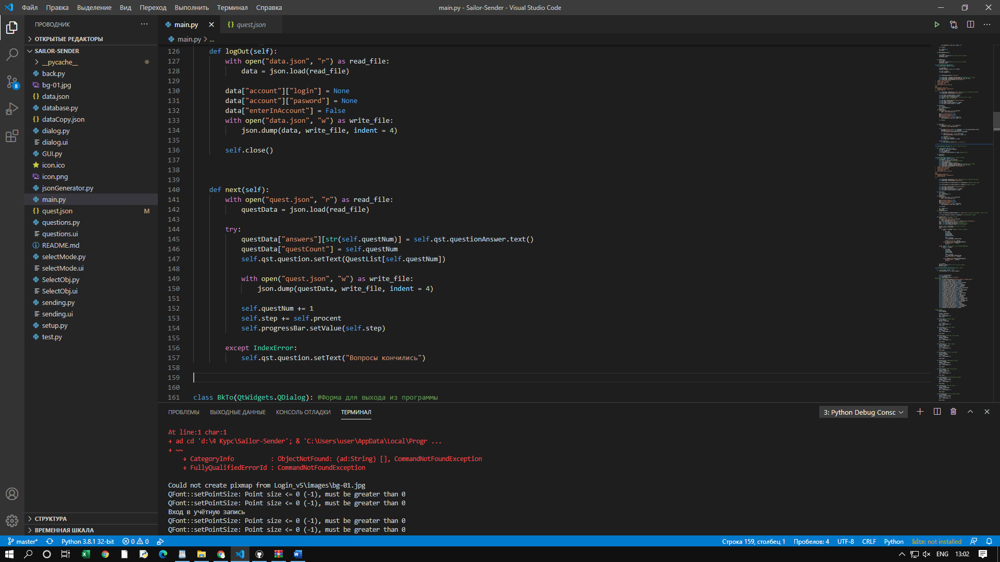 Файл Правка Выделение Вид Переход Выполнить Терминал Справка
main.py - Sailor-Sender - Visual Studio Code
ПРОВОДНИК
main.py
quest.json
ОТКРЫТЫЕ РЕДАКТОРЫ
main.py > ...
SAILOR-SENDER
__pycache__
back.py
bg-01.jpg
data.json
database.py
dataCopy.json
dialog.py
dialog.ui
GUI.py
icon.ico
icon.png
jsonGenerator.py
main.py
quest.json M
questions.py
questions.ui
README.md
selectMode.py
selectMode.ui
SelectObj.py
SelectObj.ui
sending.py
sending.ui
setup.py
test.py
126 def logOut(self):
127 with open("data.json", "r") as read_file:
128 data = json.load(read_file)
129
130 data["account"]["login"] = None
131 data["account"]["pasword"] = None
132 data["enterInAccount"] = False
133 with open("data.json", "w") as write_file:
134 json.dump(data, write_file, indent = 4)
135
136 self.close()
137
138
139
140 def next(self):
141 with open("quest.json", "r") as read_file:
142 questData = json.load(read_file)
143
144 try:
145 questData["answers"][str(self.questNum)] = self.qst.questionAnswer.text()
146 questData["questCount"] = self.questNum
147 self.qst.question.setText(QuestList[self.questNum])
148
149 with open("quest.json", "w") as write_file:
150 json.dump(questData, write_file, indent = 4)
151
152 self.questNum += 1
153 self.step += self.procent
154 self.progressBar.setValue(self.step)
155
156 except IndexError:
157 self.qst.question.setText("Вопросы кончились")
158
159
160
161 class BkTo(QtWidgets.QDialog): #Форма для выхода из программы
ПРОБЛЕМЫ ВЫХОДНЫЕ ДАННЫЕ КОНСОЛЬ ОТЛАДКИ ТЕРМИНАЛ
3: Python Debug Consc
At line:1 char:1
+ ad cd 'd:\4 Курс\Sailor-Sender'; & 'C:\Users\user\AppData\Local\Progr ...
+ ~~
+ CategoryInfo : ObjectNotFound: (ad:String) [], CommandNotFoundException
+ FullyQualifiedErrorId : CommandNotFoundException
Could not create pixmap from Login_v5\images\bg-01.jpg
QFont::setPointSize: Point size <= 0 (-1), must be greater than 0
QFont::setPointSize: Point size <= 0 (-1), must be greater than 0
Вход в учётную запись
QFont::setPointSize: Point size <= 0 (-1), must be greater than 0
QFont::setPointSize: Point size <= 0 (-1), must be greater than 0
СТРУКТУРА
ВРЕМЕННАЯ ШКАЛА
8
master* Python 3.8.1 32-bit 0 0
Строка 159, столбец 1 Пробелов: 4 UTF-8 CRLF Python kite: not installed
ENG 13:02